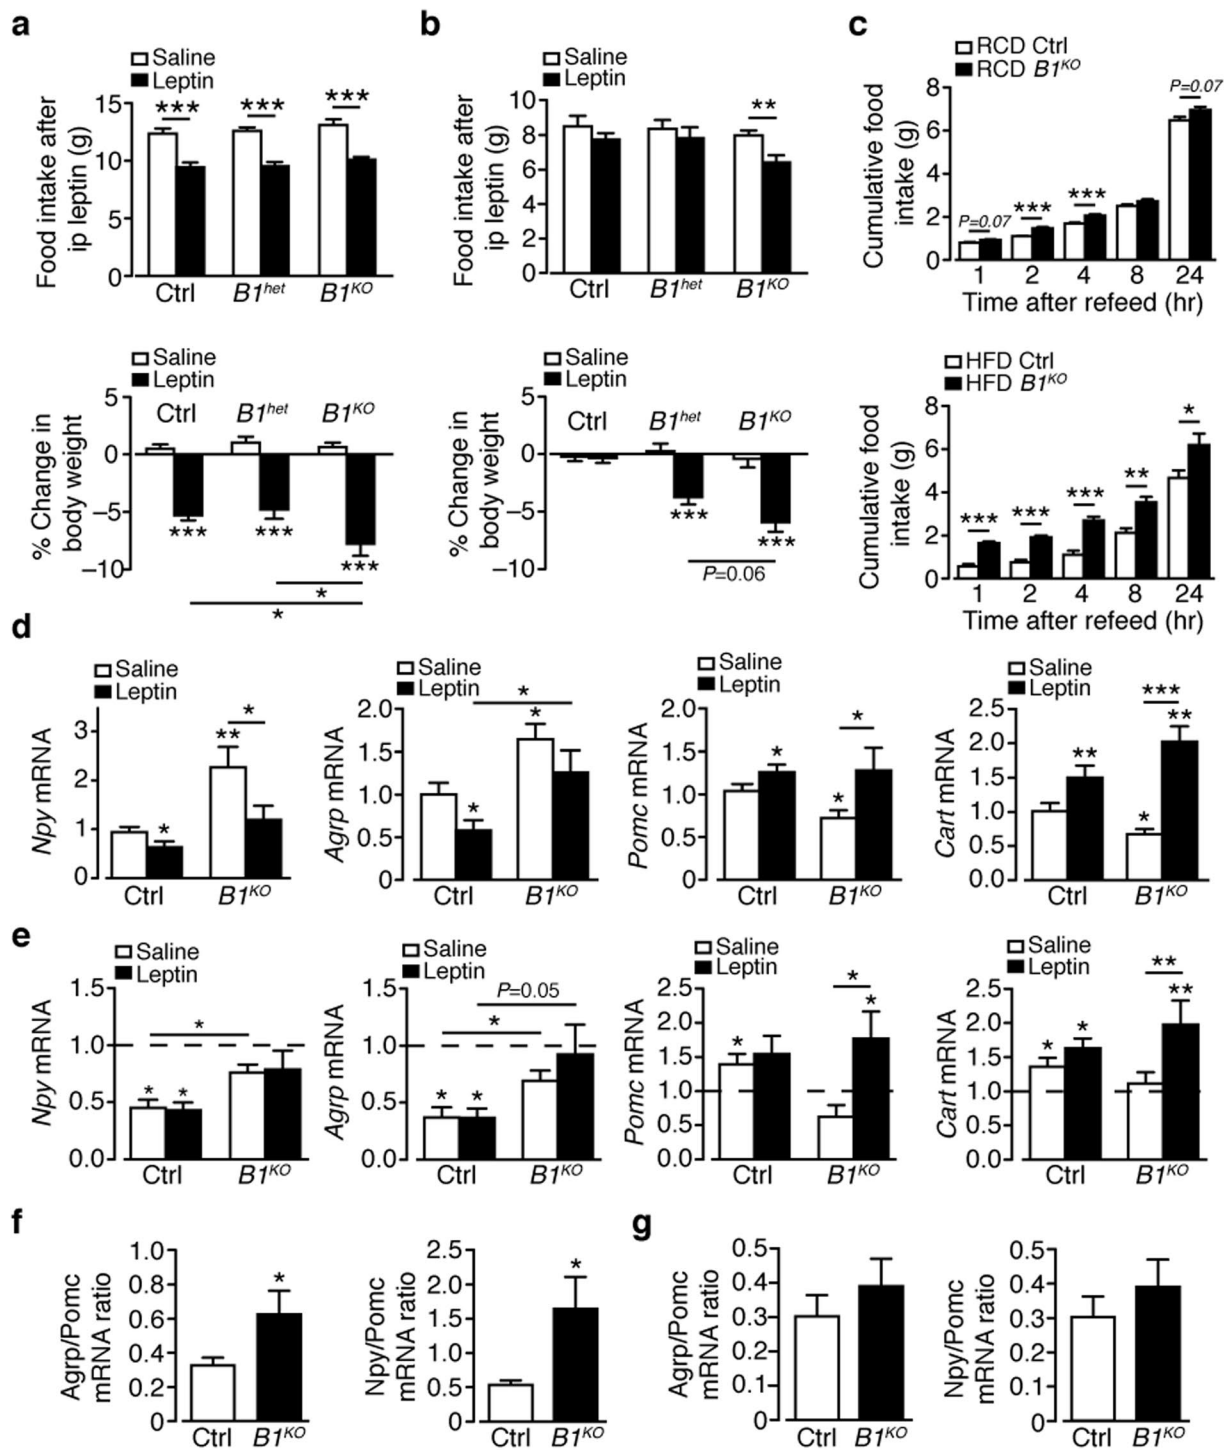 a
Saline
Leptin
Food intake after
ip leptin (g)
15
10
5
0
*** *** ***
Ctrl B1het B1KO
Saline
Leptin
% Change in
body weight
5
0
–5
–10
Ctrl B1het B1KO
*** *** ***
*
*
b
Saline
Leptin
Food intake after
ip leptin (g)
10
8
6
4
2
0
**
Ctrl B1het B1KO
Saline
Leptin
% Change in
body weight
5
0
–5
–10
Ctrl B1het B1KO
*** ***
P=0.06
c
RCD Ctrl
RCD B1KO
Cumulative food
intake (g)
8
6
4
2
0
P=0.07 *** *** P=0.07
1 2 4 8 24
Time after refeed (hr)
HFD Ctrl
HFD B1KO
Cumulative food
intake (g)
8
6
4
2
0
*** *** *** ** *
1 2 4 8 24
Time after refeed (hr)
d
Saline
Leptin
Npy mRNA
3
2
1
0
* ** *
Ctrl B1KO
Saline
Leptin
Agrp mRNA
2.0
1.5
1.0
0.5
0
* * *
Ctrl B1KO
Saline
Leptin
Pomc mRNA
2.0
1.5
1.0
0.5
0
* * *
Ctrl B1KO
Saline
Leptin
Cart mRNA
2.5
2.0
1.5
1.0
0.5
0.0
** * *** **
Ctrl B1KO
e
Saline
Leptin
Npy mRNA
1.5
1.0
0.5
0.0
* * *
Ctrl B1KO
Saline
Leptin
Agrp mRNA
1.5
1.0
0.5
0.0
P=0.05
* * *
Ctrl B1KO
Saline
Leptin
Pomc mRNA
2.5
2.0
1.5
1.0
0.5
0.0
* * *
Ctrl B1KO
Saline
Leptin
Cart mRNA
2.5
2.0
1.5
1.0
0.5
0.0
* * ** **
Ctrl B1KO
f
Agrp/Pomc
mRNA ratio
1.0
0.8
0.6
0.4
0.2
0
*
Ctrl B1KO
Npy/Pomc
mRNA ratio
2.5
2.0
1.5
1.0
0.5
0
*
Ctrl B1KO
g
Agrp/Pomc
mRNA ratio
0.5
0.4
0.3
0.2
0.1
0
Ctrl B1KO
Npy/Pomc
mRNA ratio
0.5
0.4
0.3
0.2
0.1
0
Ctrl B1KO